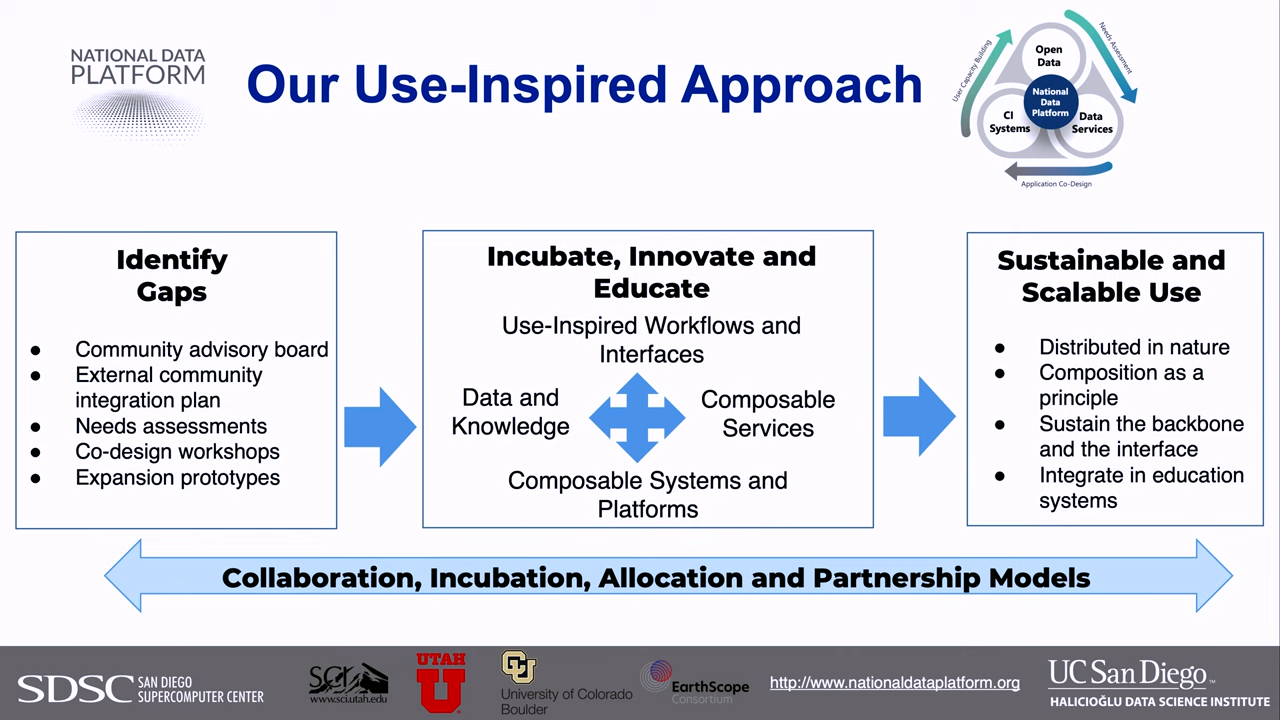 NATIONAL DATA
PLATFORM
Our Use-Inspired Approach
User Capacity Building
Needs Assessment
Open
Data
National
Data
Platform
CI
Systems
Data
Services
Application Co-Design
Identify
Gaps
● Community advisory board
● External community
integration plan
● Needs assessments
● Co-design workshops
● Expansion prototypes
Incubate, Innovate and
Educate
Use-Inspired Workflows and
Interfaces
Data and
Knowledge
Composable
Services
Composable Systems and
Platforms
Sustainable and
Scalable Use
● Distributed in nature
● Composition as a
principle
● Sustain the backbone
and the interface
● Integrate in education
systems
Collaboration, Incubation, Allocation and Partnership Models
SDSC
SAN DIEGO
SUPERCOMPUTER CENTER
SCI
www.sci.utah.edu
UTAH
U
CU
University of Colorado
Boulder
EarthScope
Consortium
http://www.nationaldataplatform.org
UC San Diego
HALICIOĞLU DATA SCIENCE INSTITUTE